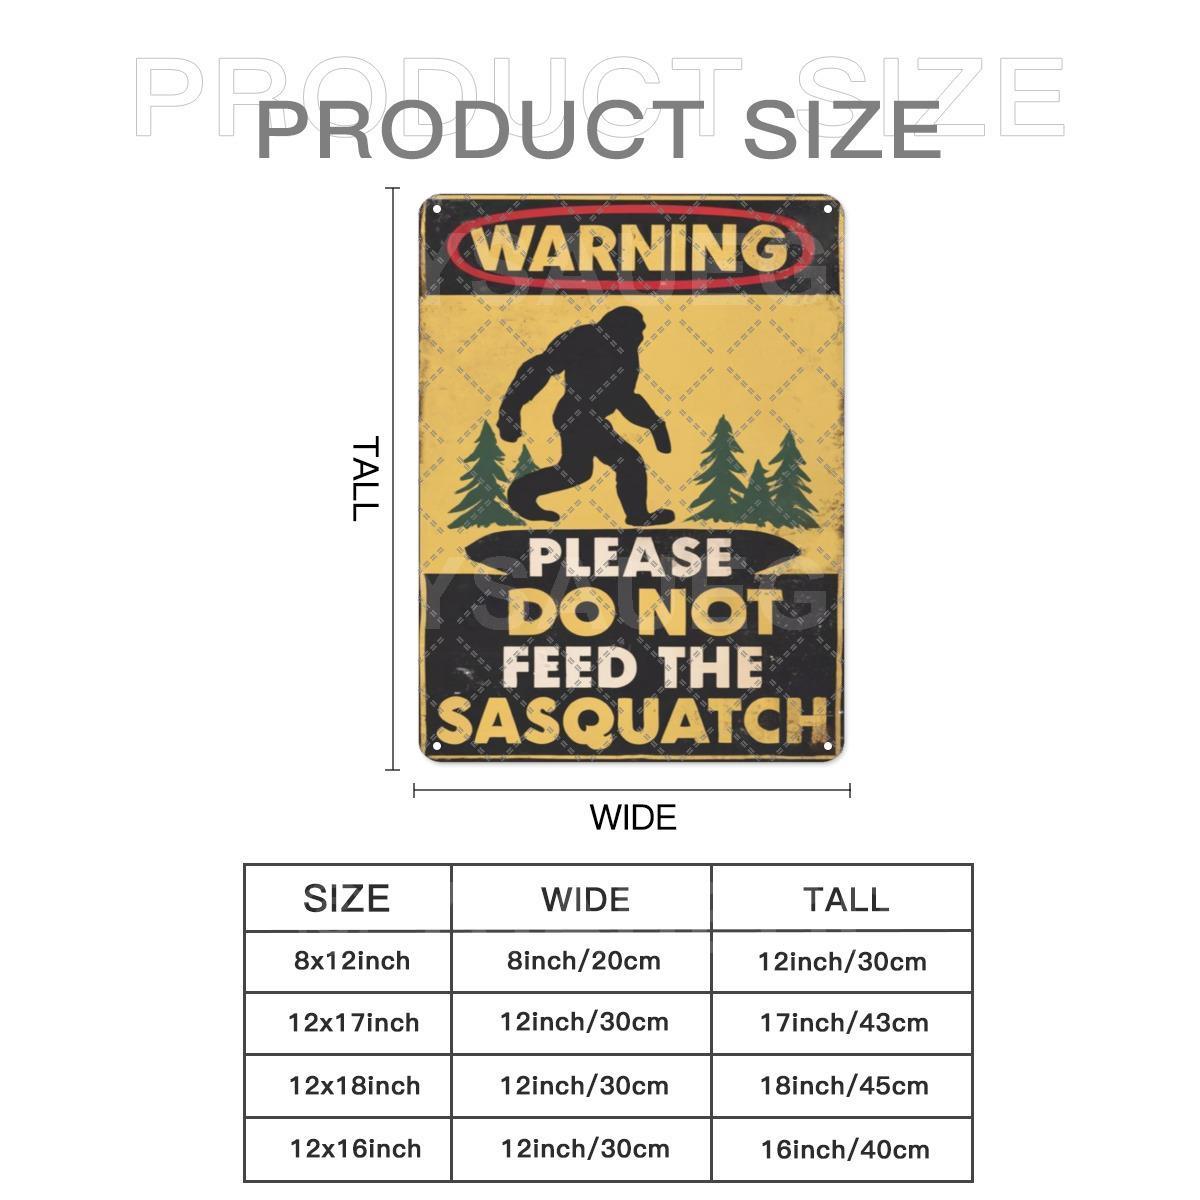 PRODUCT SIZE
PRODUCT SIZE
WARNING
TALL
PLEASE
DO NOT
FEED THE
SASQUATCH
WIDE
SIZE WIDE TALL
8x12inch 8inch/20cm 12inch/30cm
12x17inch 12inch/30cm 17inch/43cm
12x18inch 12inch/30cm 18inch/45cm
12x16inch 12inch/30cm 16inch/40cm